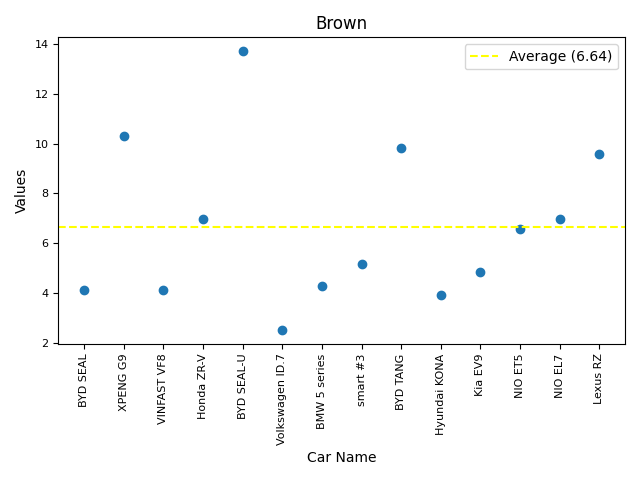 Brown
Average (6.64)
Values
14
12
10
8
6
4
2
BYD SEAL
XPENG G9
VINFAST VF8
Honda ZR-V
BYD SEAL-U
Volkswagen ID.7
BMW 5 series
smart #3
BYD TANG
Hyundai KONA
Kia EV9
NIO ET5
NIO EL7
Lexus RZ
Car Name